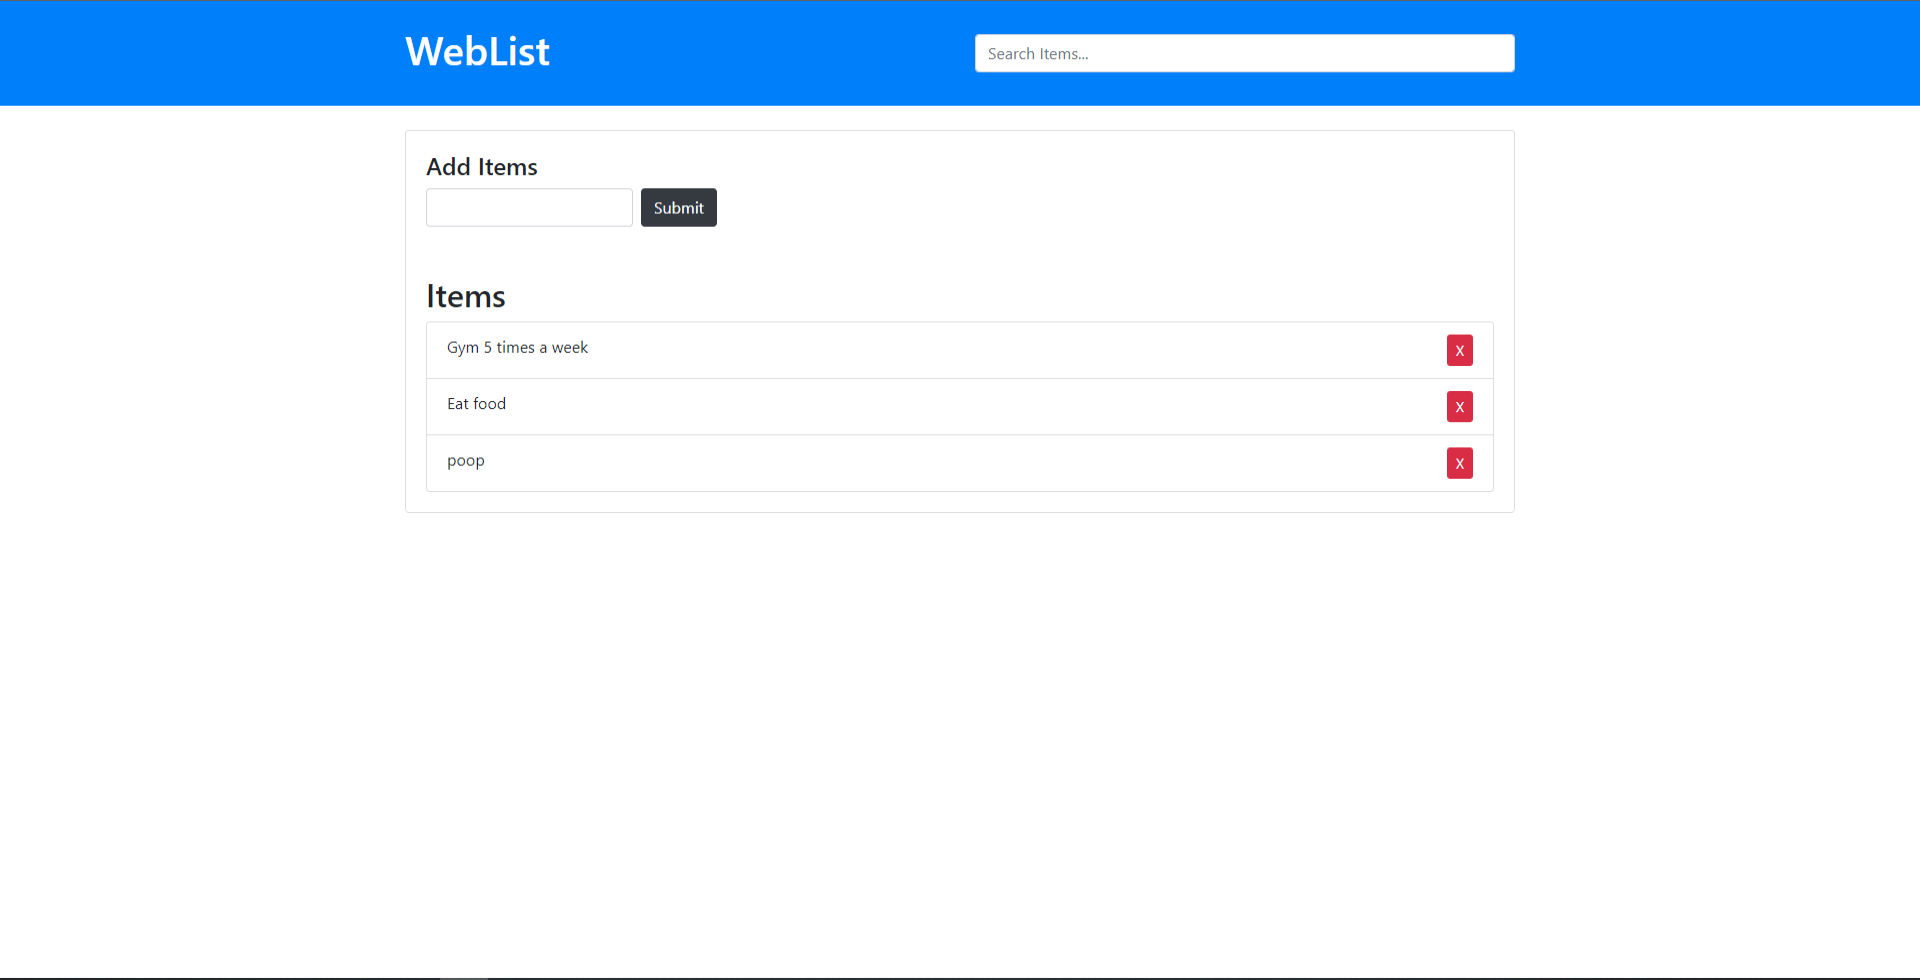 WebList
Search Items...
Add Items
Submit
Items
Gym 5 times a week
X
Eat food
X
poop
X